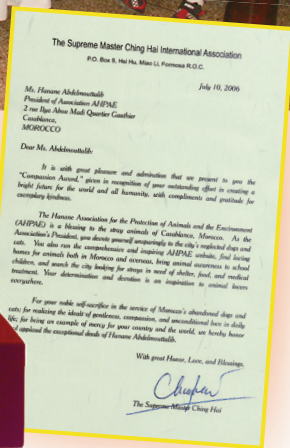 The Supreme Master Ching Hai International Association
P.O. Box 9, Hsi Hu, Miao Li, Formosa R.O.C.
July 10, 2006
Ms. Hanane Abdelmouttalib
President of Association AHPAE
2 rue Ilya Abou Madi Quartier Gauthier
Casablanca,
MOROCCO
Dear Ms. Abdelmouttalib:
It is with great pleasure and admiration that we present to you the
"Compassion Award," given in recognition of your outstanding effort in creating a
bright future for the world and all humanity, with compliments and gratitude for
exemplary kindness.
The Hanane Association for the Protection of Animals and the Environment
(AHPAE) is a blessing to the stray animals of Casablanca, Morocco. As the
Association's President, you devote yourself unsparingly to the city's neglected dogs and
cats. You also run the comprehensive and inspiring AHPAE website, find loving
homes for animals both in Morocco and overseas, bring animal awareness to school
children, and search the city looking for strays in need of shelter, food, and medical
treatment. Your determination and devotion is an inspiration to animal lovers
everywhere.
For your noble self-sacrifice in the service of Morocco's abandoned dogs and
cats; for realizing the ideals of gentleness, compassion, and unconditional love in daily
life; for being an example of mercy for your country and the world, we hereby honor
and applaud the exceptional deeds of Hanane Abdelmouttalib.
With great Honor, Love, and Blessings,
The Supreme Master Ching Hai